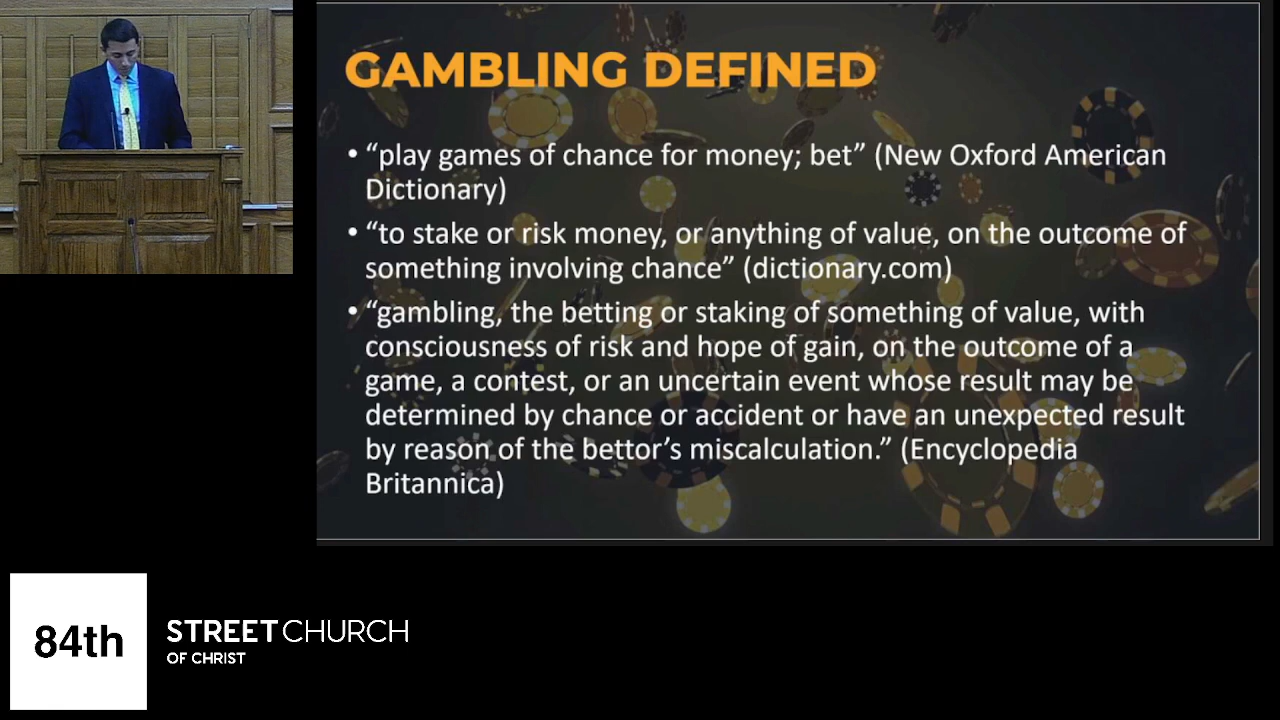 GAMBLING DEFINED
• “play games of chance for money; bet” (New Oxford American
Dictionary)
• “to stake or risk money, or anything of value, on the outcome of
something involving chance” (dictionary.com)
• “gambling, the betting or staking of something of value, with
consciousness of risk and hope of gain, on the outcome of a
game, a contest, or an uncertain event whose result may be
determined by chance or accident or have an unexpected result
by reason of the bettor’s miscalculation.” (Encyclopedia
Britannica)
84th
STREET CHURCH
OF CHRIST